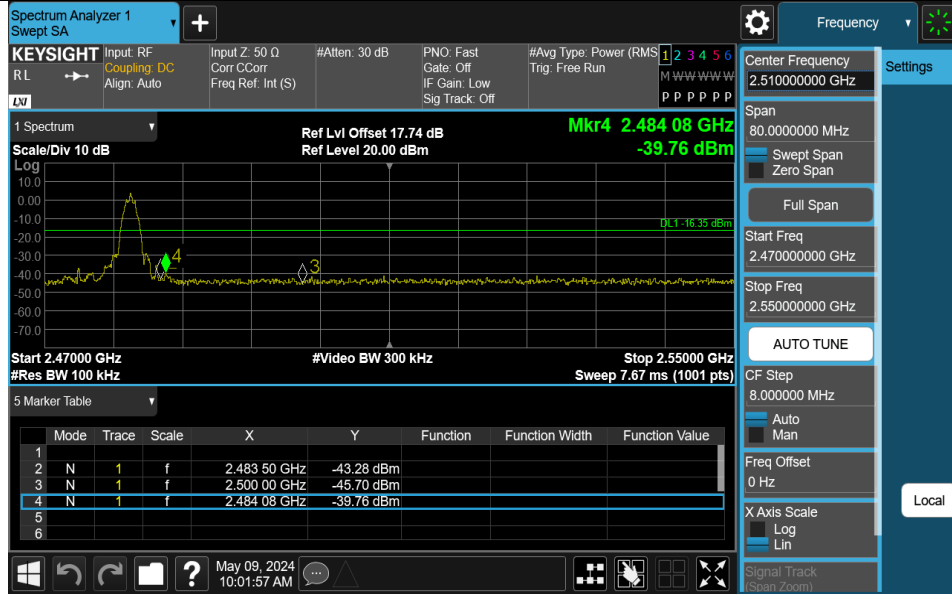 Spectrum Analyzer 1
Swept SA
+
Frequency
KEYSIGHT
RL
LXI
Input: RF
Coupling: DC
Align: Auto
Input Z: 50 Ω
Corr CCorr
Freq Ref: Int (S)
#Atten: 30 dB
PNO: Fast
Gate: Off
IF Gain: Low
Sig Track: Off
#Avg Type: Power (RMS
Trig: Free Run
1 2 3 4 5 6
M W W W W W
P P P P P P
1 Spectrum
Scale/Div 10 dB
Ref Lvl Offset 17.74 dB
Ref Level 20.00 dBm
Mkr4 2.484 08 GHz
-39.76 dBm
Log
10.0
0.00
-10.0
-20.0
-30.0
-40.0
-50.0
-60.0
-70.0
DL1 -16.35 dBm
4
3
Start 2.47000 GHz
#Video BW 300 kHz
Stop 2.55000 GHz
#Res BW 100 kHz
Sweep 7.67 ms (1001 pts)
5 Marker Table
Mode Trace Scale X Y Function Function Width Function Value
1
2 N 1 f 2.483 50 GHz -43.28 dBm
3 N 1 f 2.500 00 GHz -45.70 dBm
4 N 1 f 2.484 08 GHz -39.76 dBm
5
6
May 09, 2024
10:01:57 AM
?
Center Frequency
2.510000000 GHz
Settings
Span
80.0000000 MHz
Swept Span
Zero Span
Full Span
Start Freq
2.470000000 GHz
Stop Freq
2.550000000 GHz
AUTO TUNE
CF Step
8.000000 MHz
Auto
Man
Freq Offset
0 Hz
Local
X Axis Scale
Log
Lin
Signal Track
(Span Zoom)